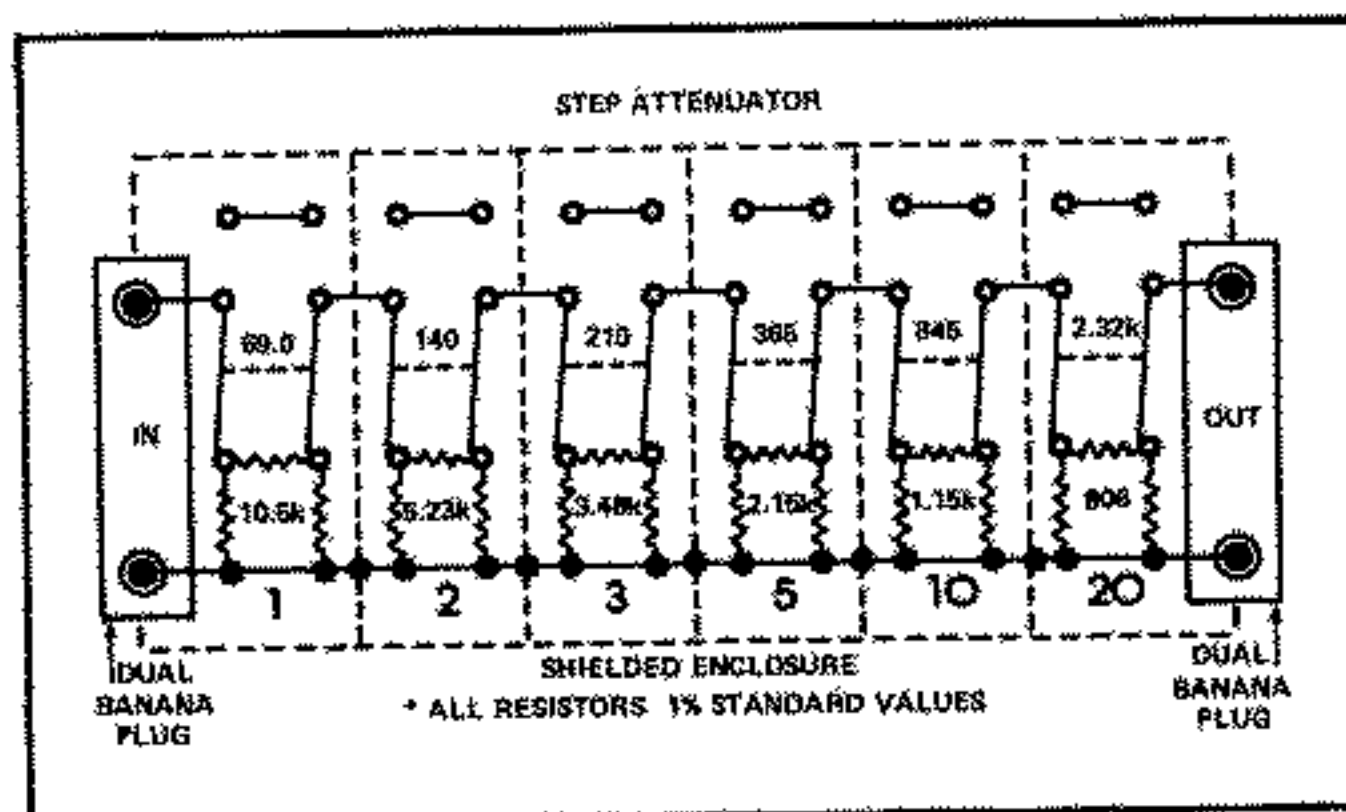 STEP ATTENUATOR
69.0 140 210 365 845 2.32k
IN OUT
10.5k 5.23k 3.48k 2.15k 1.15k
1 2 3 5 10 20
DUAL BANANA PLUG
SHIELDED ENCLOSURE
* ALL RESISTORS 1% STANDARD VALUES
DUAL BANANA PLUG